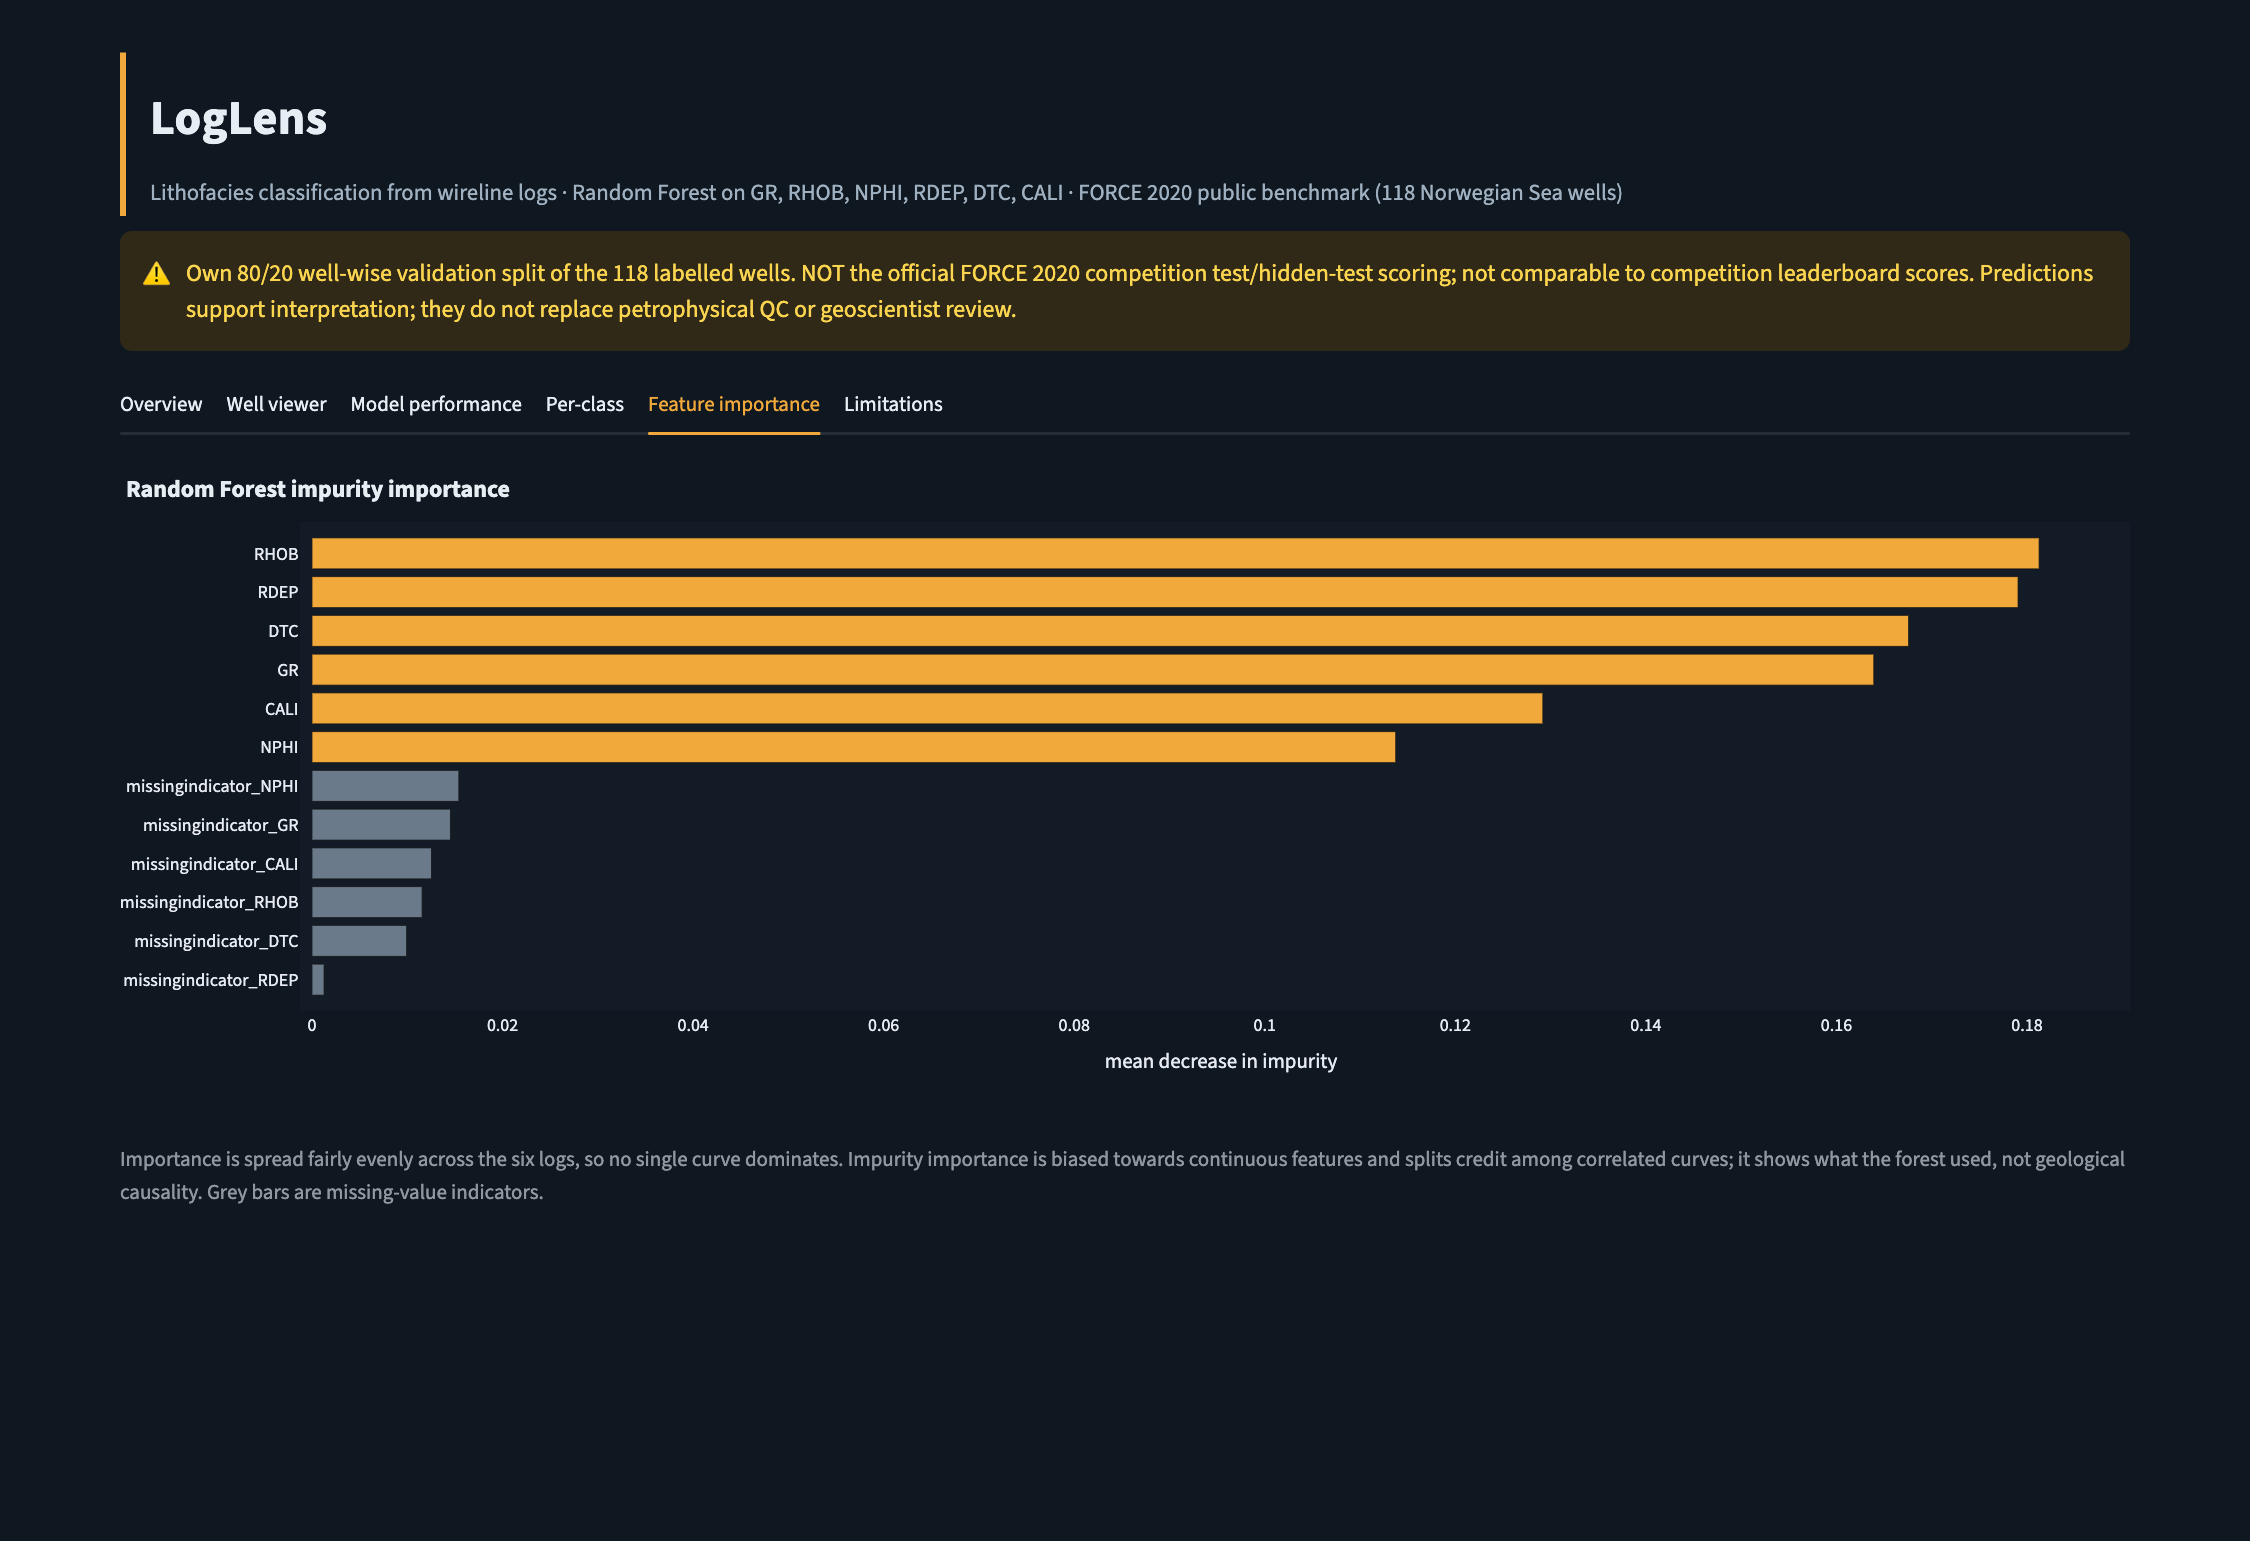 LogLens
Lithofacies classification from wireline logs · Random Forest on GR, RHOB, NPHI, RDEP, DTC, CALI · FORCE 2020 public benchmark (118 Norwegian Sea wells)
Own 80/20 well-wise validation split of the 118 labelled wells. NOT the official FORCE 2020 competition test/hidden-test scoring; not comparable to competition leaderboard scores. Predictions
support interpretation; they do not replace petrophysical QC or geoscientist review.
Overview Well viewer Model performance Per-class Feature importance Limitations
Random Forest impurity importance
RHOB
RDEP
DTC
GR
CALI
NPHI
missingindicator_NPHI
missingindicator_GR
missingindicator_CALI
missingindicator_RHOB
missingindicator_DTC
missingindicator_RDEP
0 0.02 0.04 0.06 0.08 0.1 0.12 0.14 0.16 0.18
mean decrease in impurity
Importance is spread fairly evenly across the six logs, so no single curve dominates. Impurity importance is biased towards continuous features and splits credit among correlated curves; it shows what the forest used, not geological
causality. Grey bars are missing-value indicators.